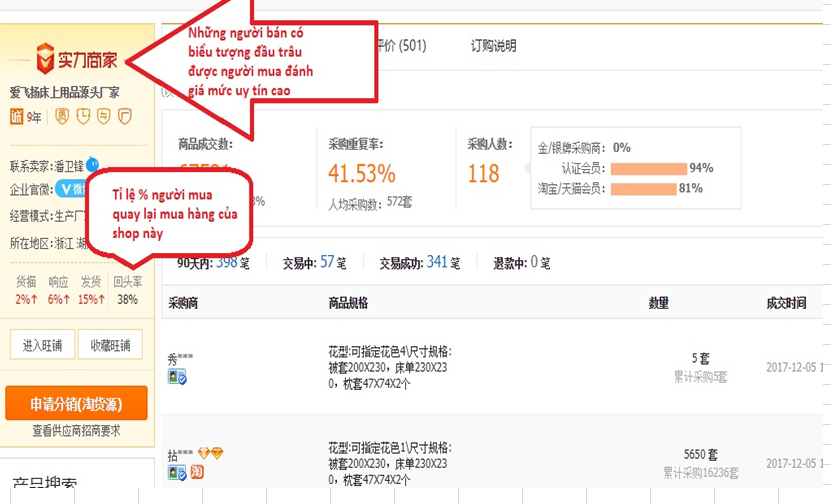 实力商家
爱飞扬床上用品源头厂家
诚 9年
联系卖家:潘卫锋
企业官微:
经营模式:生产厂
所在地区:浙江 湖
货描 响应 发货 回头率
2%↑ 6%↑ 15%↑ 38%
进入旺铺 收藏旺铺
申请分销(淘货源)
查看供应商招商要求
产品搜索
Những người bán có
biểu tượng đầu trâu
được người mua đánh
giá mức uy tín cao
Tỉ lệ % người mua
quay lại mua hàng của
shop này
评价 (501) 订购说明
商品成交数:
采购重复率:
41.53%
人均采购数: 572套
采购人数:
118
金/银牌采购商: 0%
认证会员: 94%
淘宝/天猫会员: 81%
90天内: 398 笔 交易中: 57 笔 交易成功: 341 笔 退款中: 0 笔
采购商 商品规格 数量 成交时间
秀***
花型:可指定花色4\尺寸规格:
被套200X230，床单230X23
0，枕套47X74X2个
5 套
累计采购5套
2017-12-05
拈***
淘
花型:可指定花色1\尺寸规格:
被套200X230，床单230X23
0，枕套47X74X2个
5650 套
累计采购16236套
2017-12-05